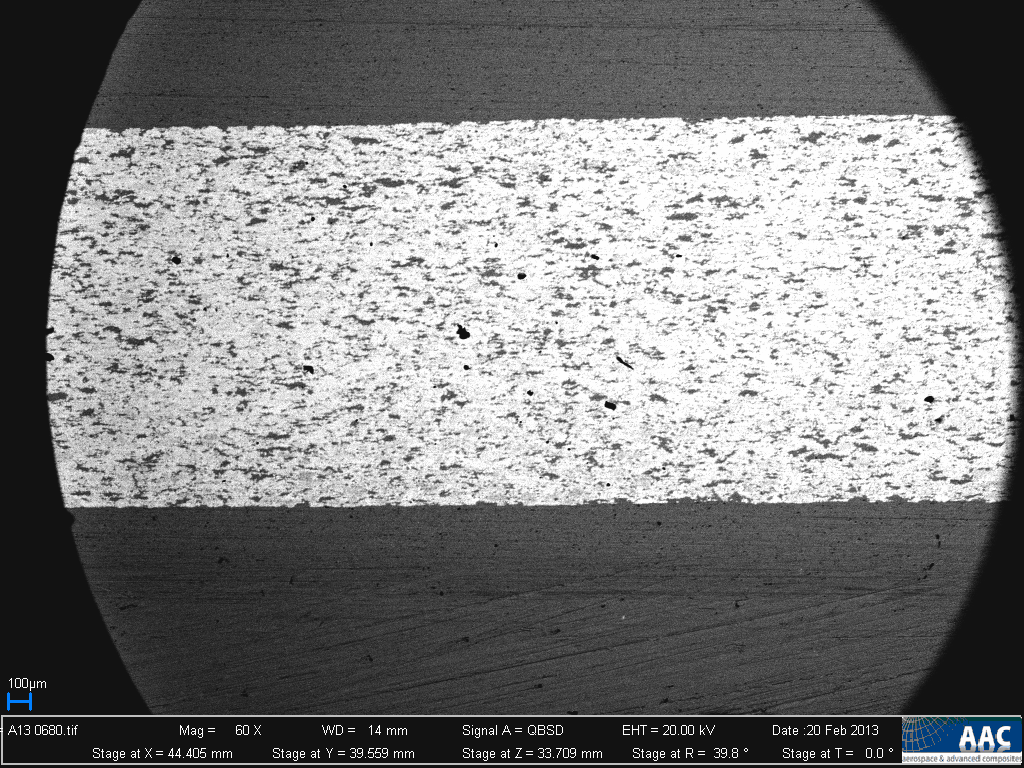 100µm
A13 0680.tif Mag = 60 X WD = 14 mm Signal A = QBSD EHT = 20.00 kV Date :20 Feb 2013
Stage at X = 44.405 mm Stage at Y = 39.559 mm Stage at Z = 33.709 mm Stage at R = 39.8 ° Stage at T = 0.0 °
AAC
aerospace & advanced composites